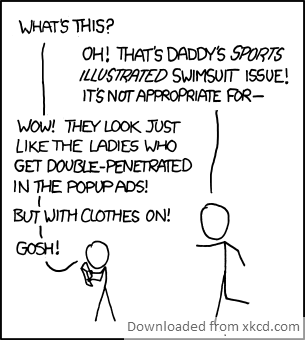 WHAT'S THIS?
OH! THAT'S DADDY'S SPORTS
ILLUSTRATED SWIMSUIT ISSUE!
IT'S NOT APPROPRIATE FOR—
WOW! THEY LOOK JUST
LIKE THE LADIES WHO
GET DOUBLE-PENETRATED
IN THE POPUP ADS!
BUT WITH CLOTHES ON!
GOSH!
Downloaded from xkcd.com